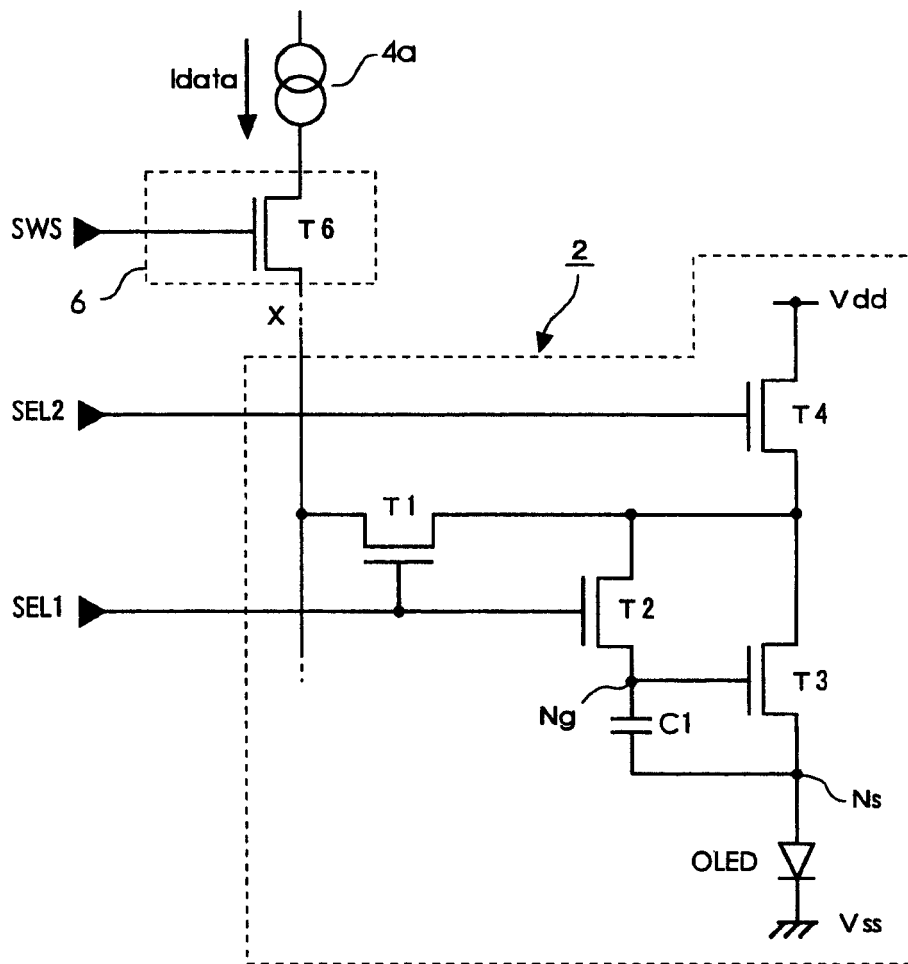 4a
Idata
SWS
T6
6
2
X
Vdd
SEL2
T4
T1
SEL1
T2
T3
Ng
C1
Ns
OLED
Vss